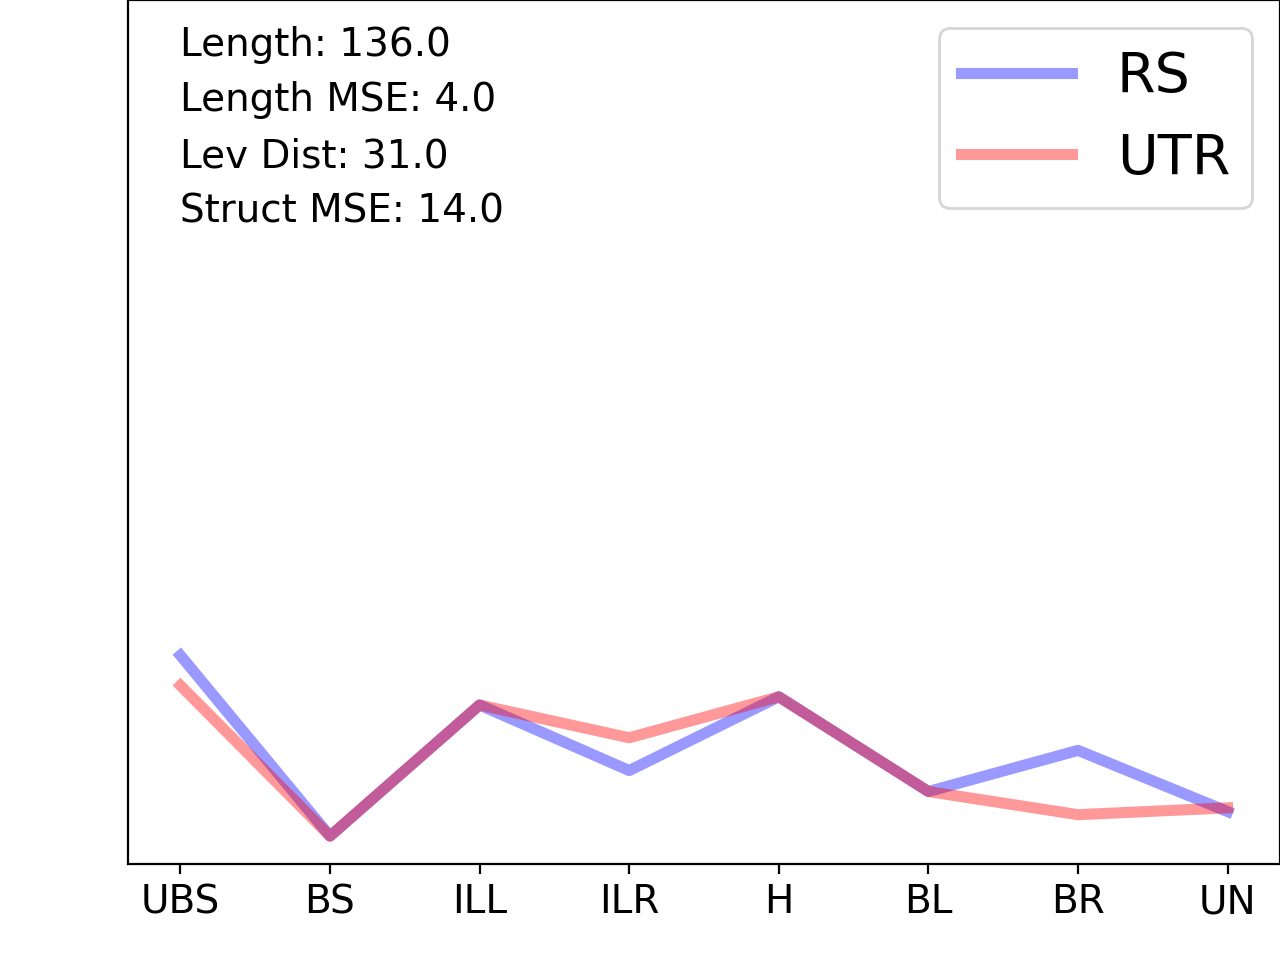 Length: 136.0
Length MSE: 4.0
Lev Dist: 31.0
Struct MSE: 14.0
RS
UTR
UBS BS ILL ILR H BL BR UN